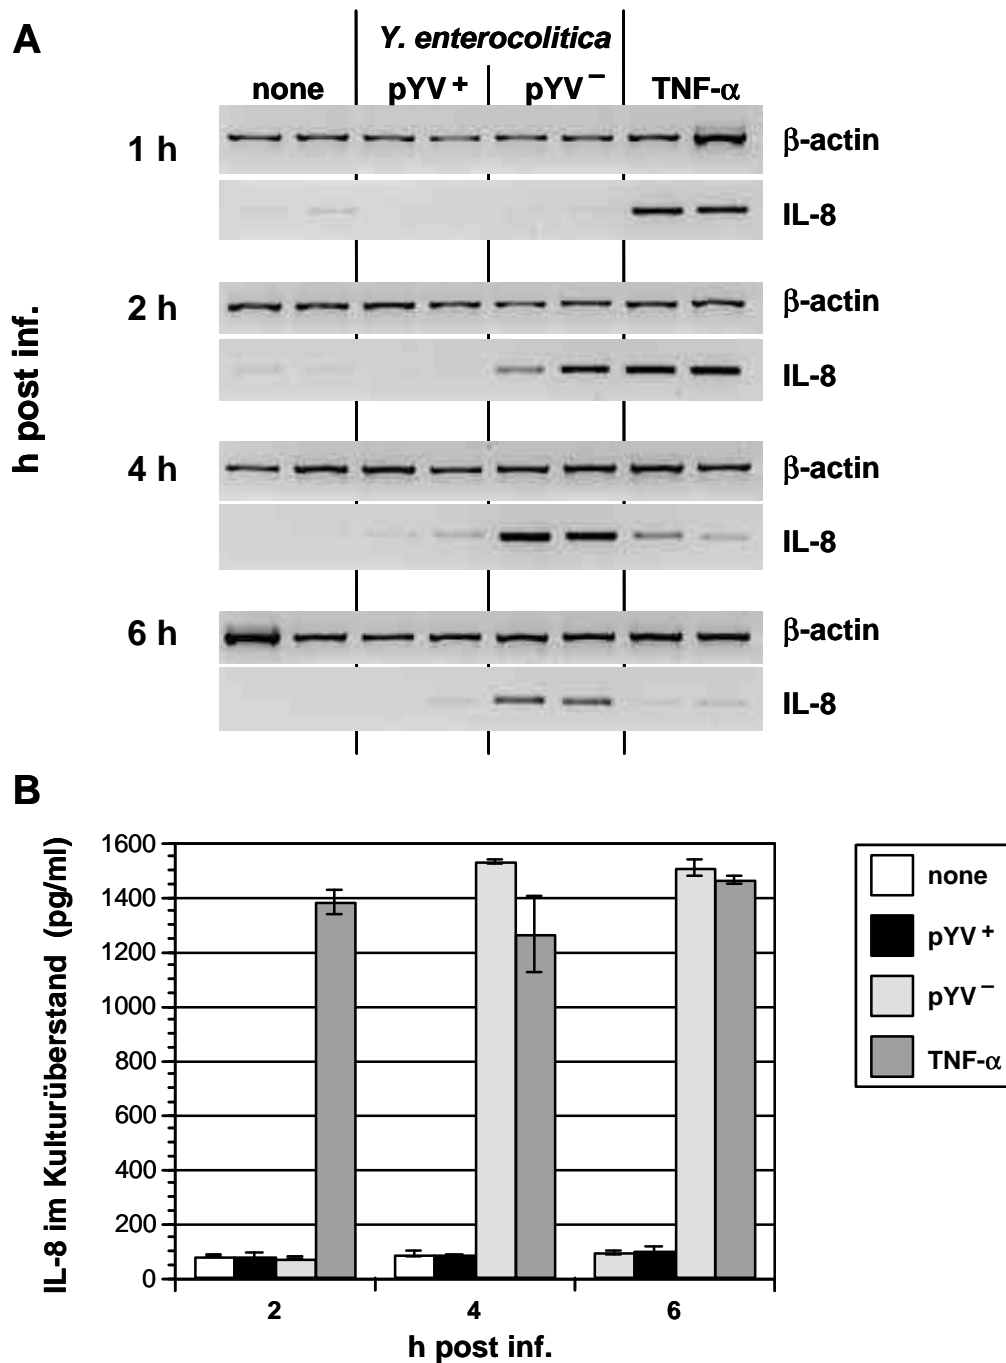 A
Y. enterocolitica
none pYV+ pYV− TNF-α
h post inf.
1 h
β-actin
IL-8
2 h
β-actin
IL-8
4 h
β-actin
IL-8
6 h
β-actin
IL-8
B
IL-8 im Kulturüberstand (pg/ml)
1600
1400
1200
1000
800
600
400
200
0
2 4 6
h post inf.
none
pYV+
pYV−
TNF-α